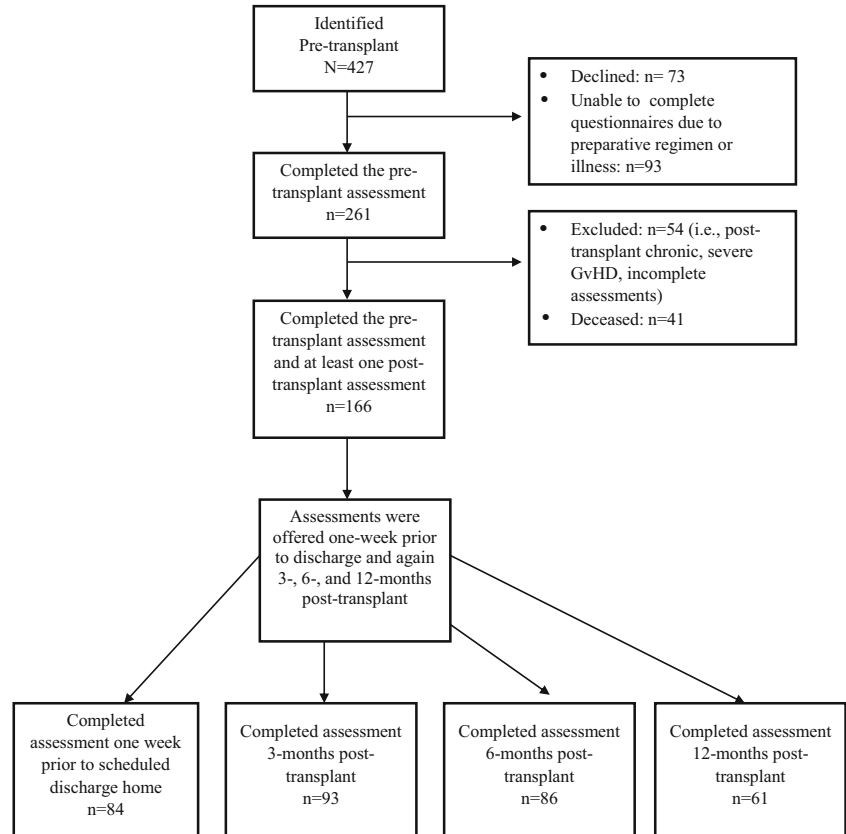 Identified
Pre-transplant
N=427
• Declined: n= 73
• Unable to complete
questionnaires due to
preparative regimen or
illness: n=93
Completed the pre-
transplant assessment
n=261
• Excluded: n=54 (i.e., post-
transplant chronic, severe
GvHD, incomplete
assessments)
• Deceased: n=41
Completed the pre-
transplant assessment
and at least one post-
transplant assessment
n=166
Assessments were
offered one-week prior
to discharge and again
3-, 6-, and 12-months
post-transplant
Completed
assessment one week
prior to scheduled
discharge home
n=84
Completed assessment
3-months post-
transplant
n=93
Completed assessment
6-months post-
transplant
n=86
Completed assessment
12-months post-
transplant
n=61